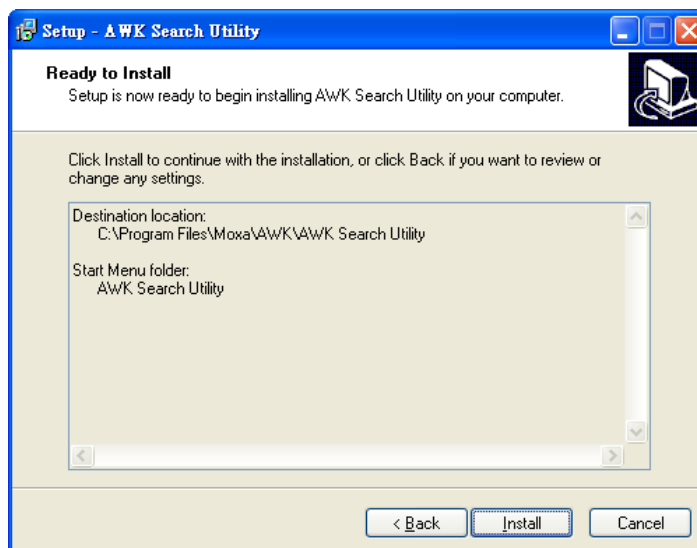 Setup - AWK Search Utility
Ready to Install
Setup is now ready to begin installing AWK Search Utility on your computer.
Click Install to continue with the installation, or click Back if you want to review or
change any settings.
Destination location:
C:\Program Files\Moxa\AWK\AWK Search Utility
Start Menu folder:
AWK Search Utility
< Back
Install
Cancel